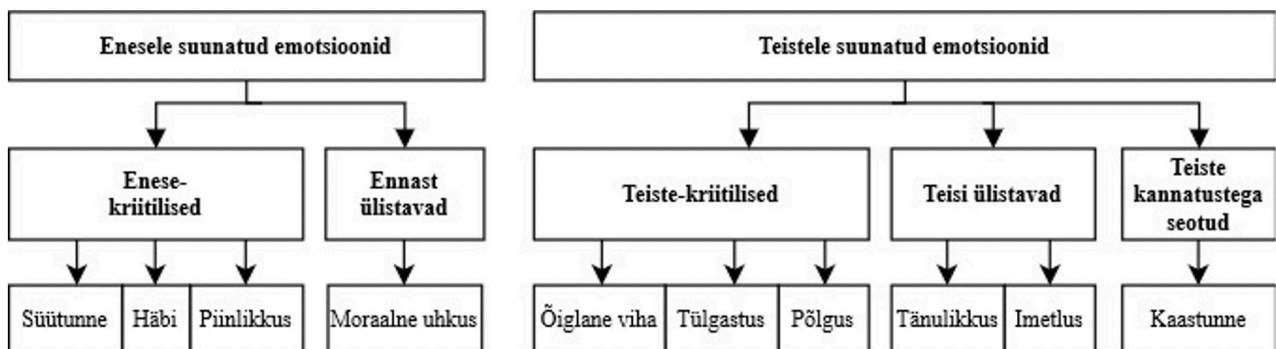 Enesele suunatud emotsioonid
Teistele suunatud emotsioonid
Enese-
kriitilised
Ennast
ülistavad
Teiste-kriitilised
Teisi ülistavad
Teiste
kannatustega
seotud
Süütunne
Häbi
Piinlikkus
Moraalne uhkus
Õiglane viha
Tülgastus
Põlgus
Tänulikkus
Imetlus
Kaastunne